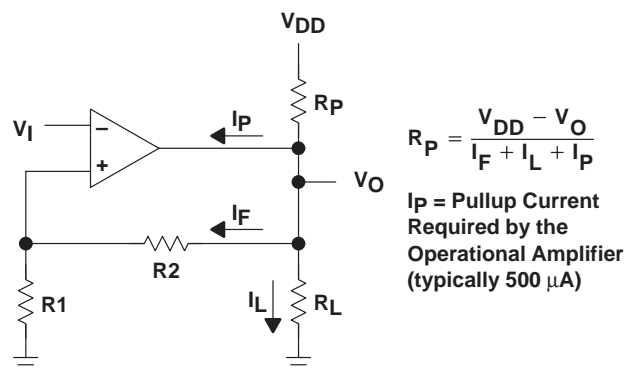 VDD
RP
IP
VI
−
+
VO
IF
R2
R1
IL
RL
RP = VDD − VO / IF + IL + IP
IP = Pullup Current
Required by the
Operational Amplifier
(typically 500 μA)